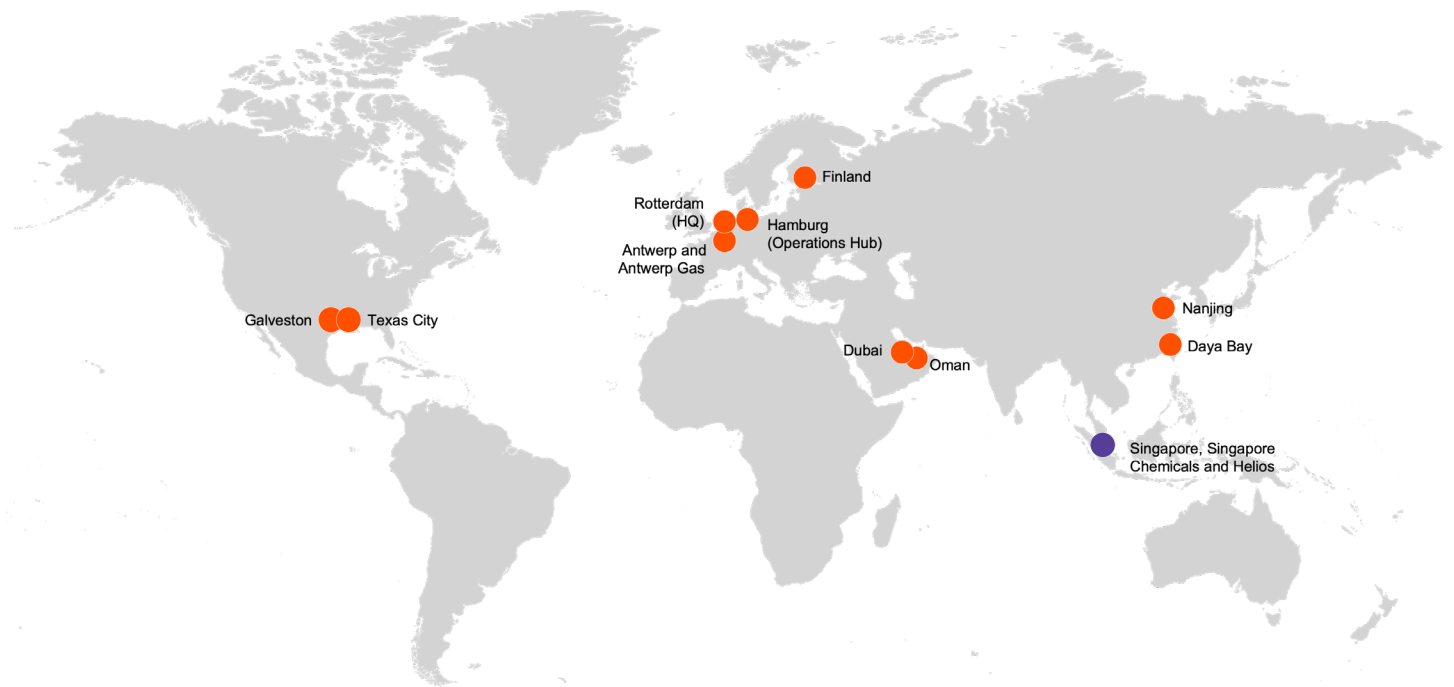 Finland
Rotterdam
(HQ)
Hamburg
(Operations Hub)
Antwerp and
Antwerp Gas
Galveston
Texas City
Nanjing
Daya Bay
Dubai
Oman
Singapore, Singapore
Chemicals and Helios